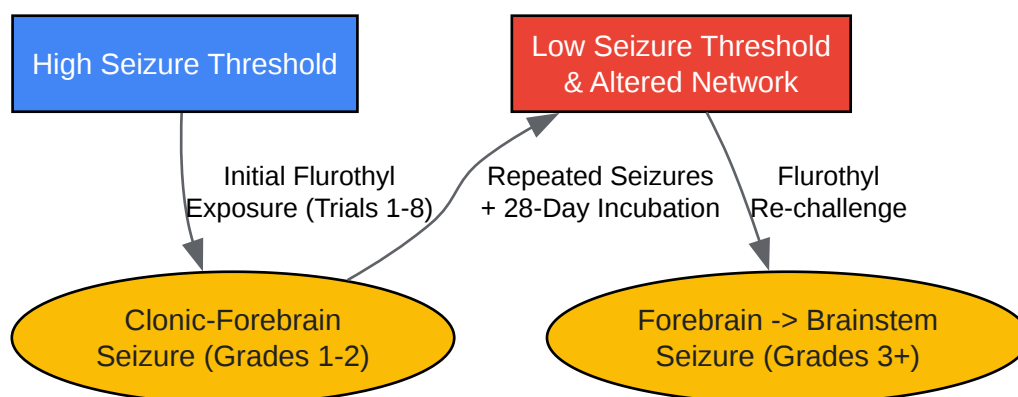 High Seizure Threshold
Low Seizure Threshold
& Altered Network
Initial Flurothyl
Exposure (Trials 1-8)
Repeated Seizures
+ 28-Day Incubation
Flurothyl
Re-challenge
Clonic-Forebrain
Seizure (Grades 1-2)
Forebrain -> Brainstem
Seizure (Grades 3+)